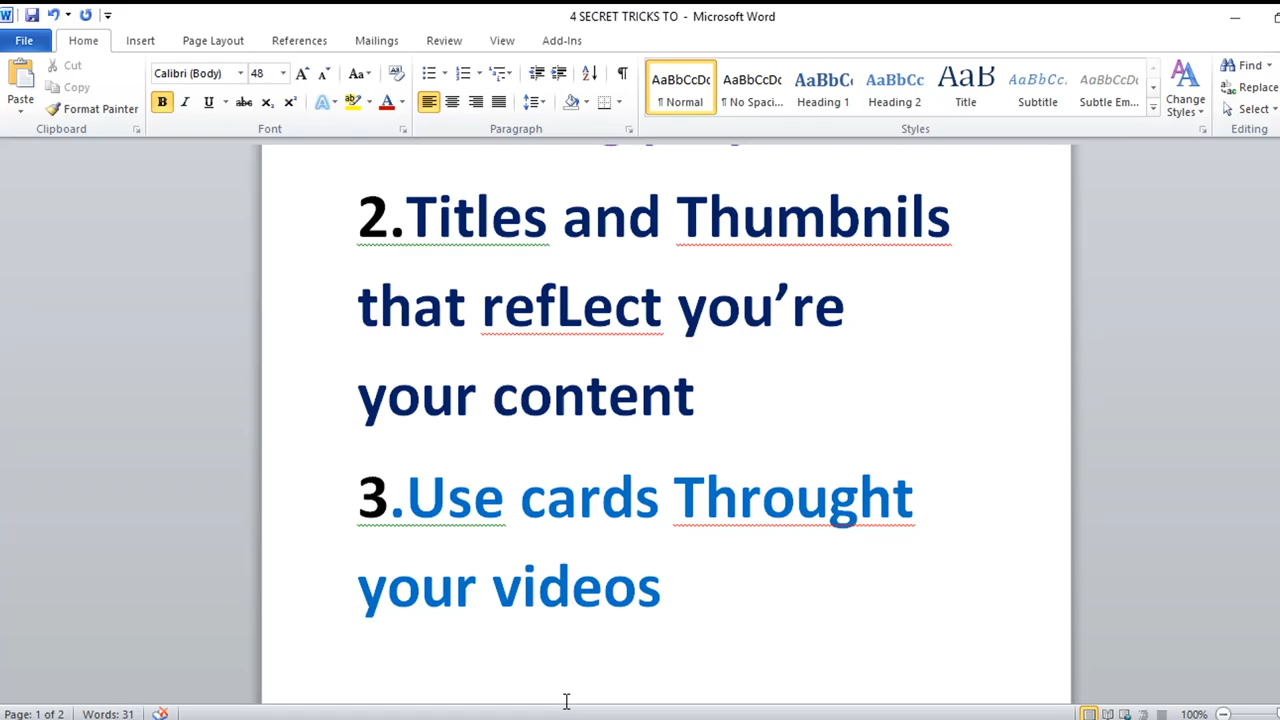 4 SECRET TRICKS TO - Microsoft Word
File Home Insert Page Layout References Mailings Review View Add-Ins
Cut
Copy
Format Painter
Paste
Clipboard
Calibri (Body) 48
Font
Paragraph
AaBbCcDc AaBbCcDc AaBbCc AaBbCc AaB AaBbCc. AaBbCcDc
¶ Normal ¶ No Spaci... Heading 1 Heading 2 Title Subtitle Subtle Em...
Change
Styles
Styles
Find
Replace
Select
Editing
2.Titles and Thumbnils
that refLect you’re
your content
3.Use cards Throught
your videos
Page: 1 of 2 Words: 31 100%